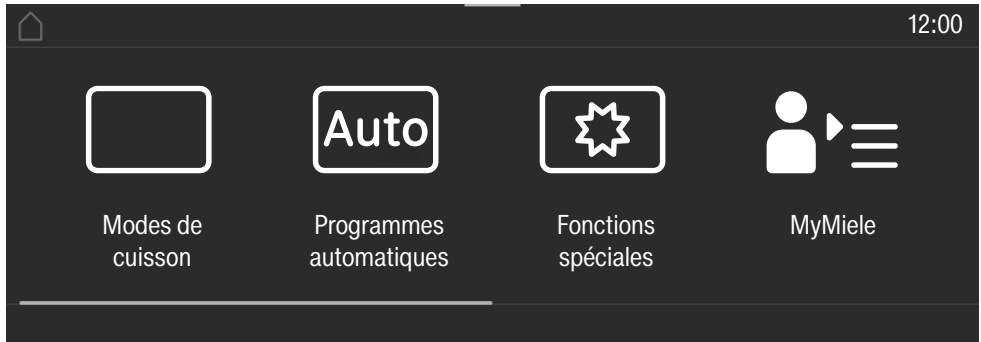 12:00
Auto
Modes de
cuisson
Programmes
automatiques
Fonctions
spéciales
MyMiele